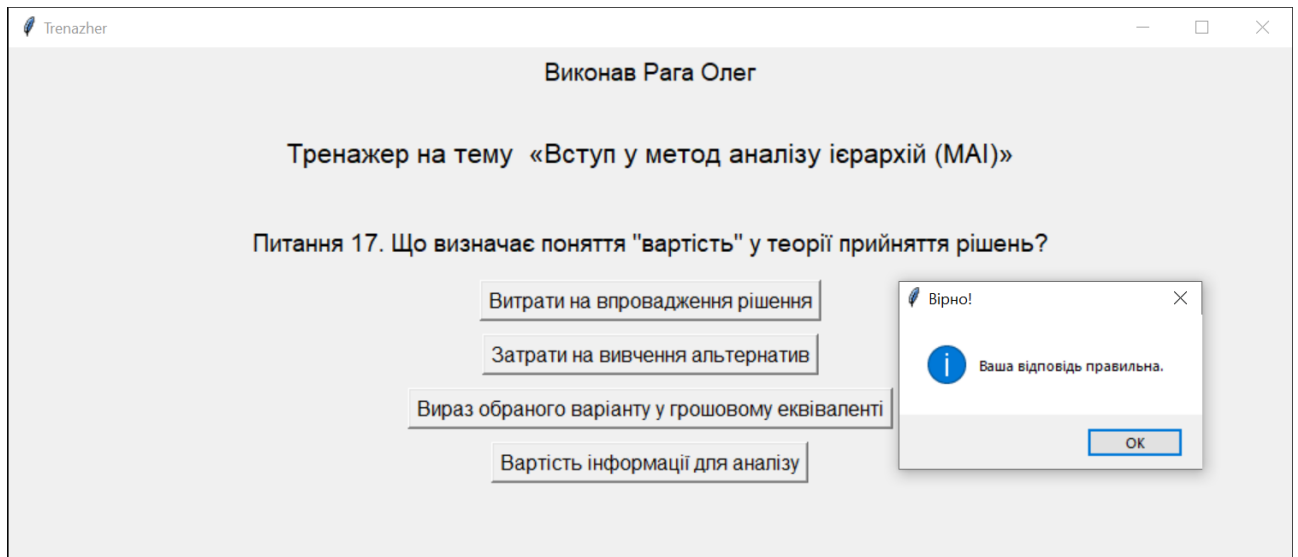 Trenazher
Виконав Рага Олег
Тренажер на тему «Вступ у метод аналізу ієрархій (МАІ)»
Питання 17. Що визначає поняття "вартість" у теорії прийняття рішень?
Витрати на впровадження рішення
Затрати на вивчення альтернатив
Вираз обраного варіанту у грошовому еквіваленті
Вартість інформації для аналізу
Вірно!
Ваша відповідь правильна.
ОК